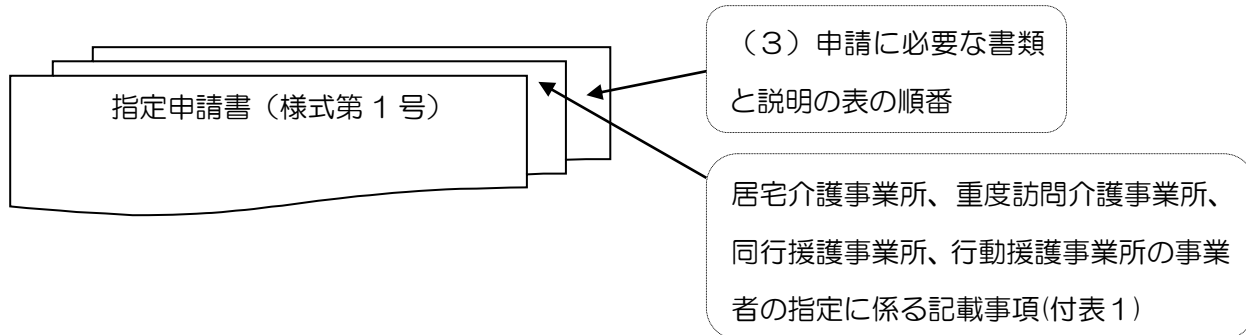 （３）申請に必要な書類
と説明の表の順番
指定申請書（様式第１号）
居宅介護事業所、重度訪問介護事業所、
同行援護事業所、行動援護事業所の事業
者の指定に係る記載事項(付表１)